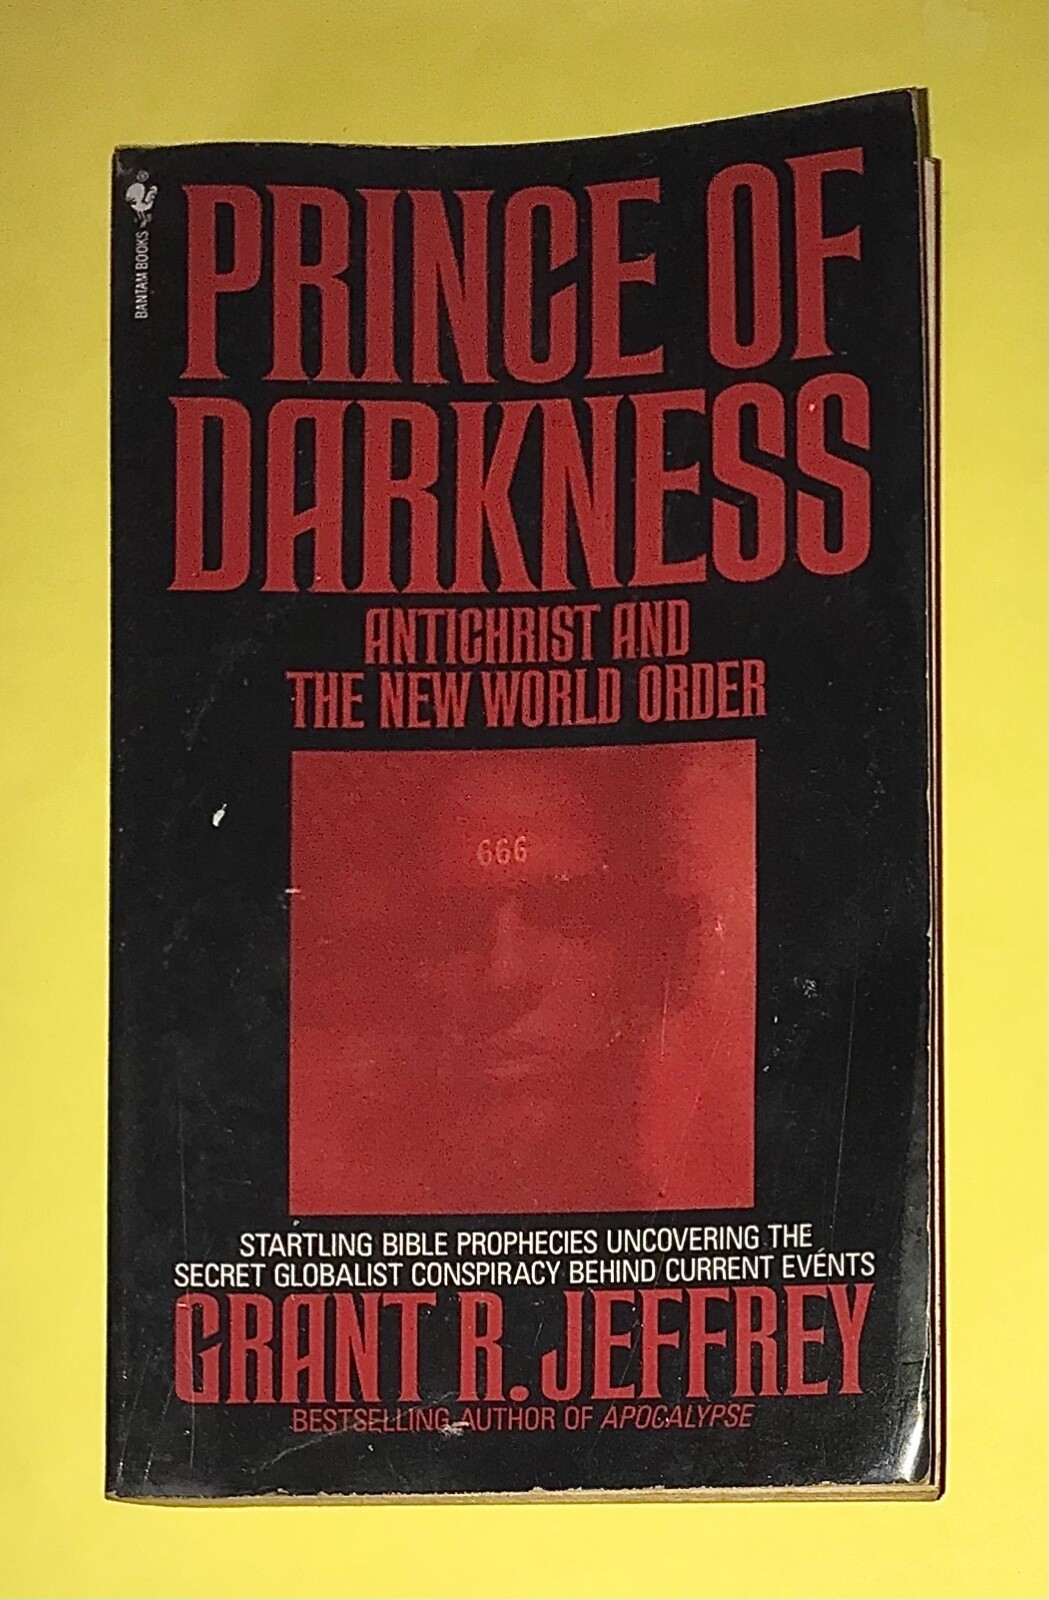 BANTAM BOOKS
PRINCE OF
DARKNESS
ANTICHRIST AND
THE NEW WORLD ORDER
666
STARTLING BIBLE PROPHECIES UNCOVERING THE
SECRET GLOBALIST CONSPIRACY BEHIND CURRENT EVENTS
GRANT R. JEFFREY
BESTSELLING AUTHOR OF APOCALYPSE